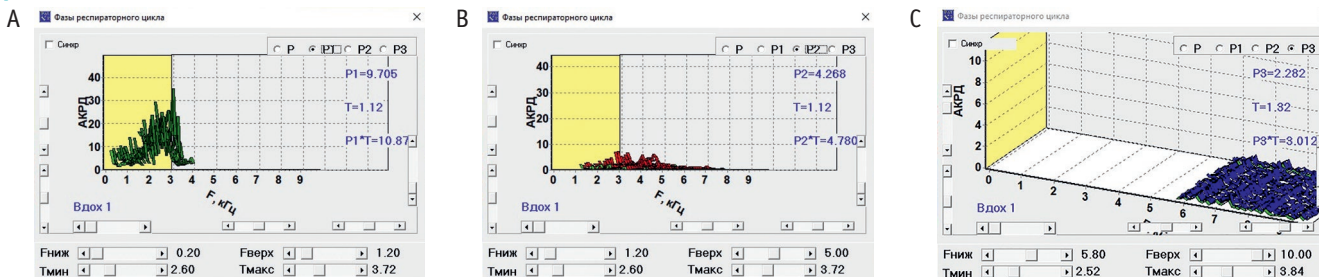 A
Фазы респираторного цикла
Синхр
P P1 P2 P3
40
30
20
10
0
АКРД
P1=9.705
T=1.12
P1*T=10.87
0 1 2 3 4 5 6 7 8 9
F, кГц
Вдох 1
Fниж 0.20 Fверх 1.20
Tмин 2.60 Tмакс 3.72
B
Фазы респираторного цикла
Синхр
P P1 P2 P3
40
30
20
10
0
АКРД
P2=4.268
T=1.12
P2*T=4.780
0 1 2 3 4 5 6 7 8 9
F, кГц
Вдох 1
Fниж 1.20 Fверх 5.00
Tмин 2.60 Tмакс 3.72
C
Фазы респираторного цикла
Синхр
P P1 P2 P3
10
8
6
4
2
0
АКРД
P3=2.282
T=1.32
P3*T=3.012
0 1 2 3 4 5 6 7
Вдох 1
Fниж 5.80 Fверх 10.00
Tмин 2.52 Tмакс 3.84